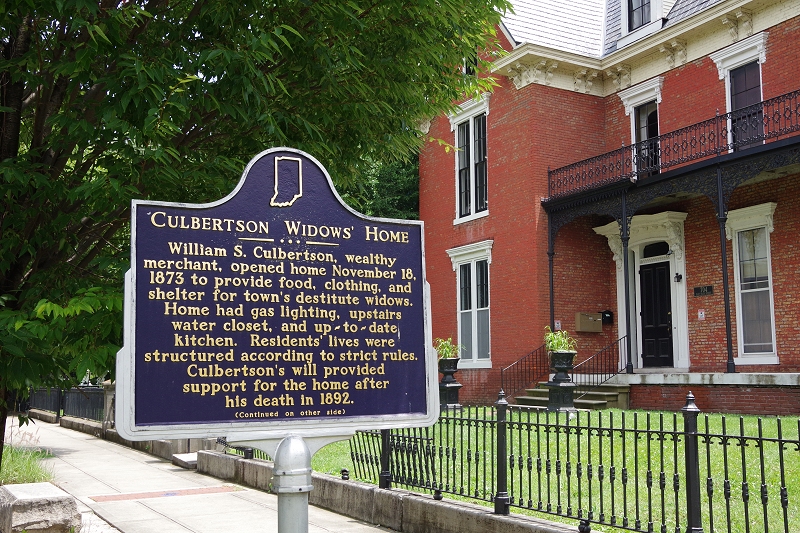 CULBERTSON WIDOWS' HOME
William S. Culbertson, wealthy
merchant, opened home November 18,
1873 to provide food, clothing, and
shelter for town's destitute widows.
Home had gas lighting, upstairs
water closet, and up-to-date
kitchen. Residents' lives were
structured according to strict rules.
Culbertson's will provided
support for the home after
his death in 1892.
(Continued on other side)